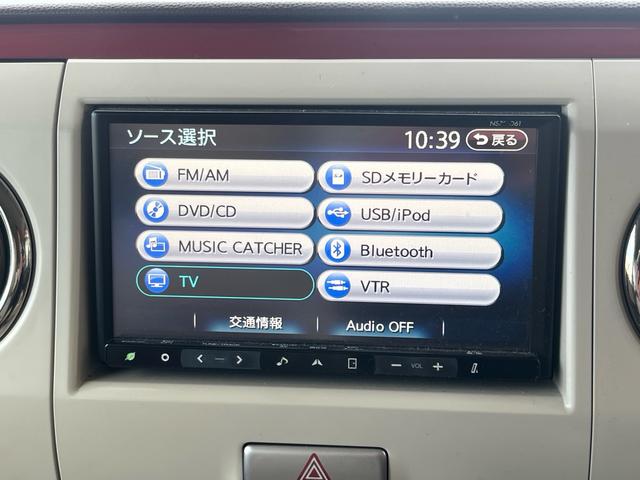 ソース選択
10:39
戻る
FM/AM
SDメモリーカード
DVD/CD
USB/iPod
MUSIC CATCHER
Bluetooth
TV
VTR
交通情報
Audio OFF
VOL